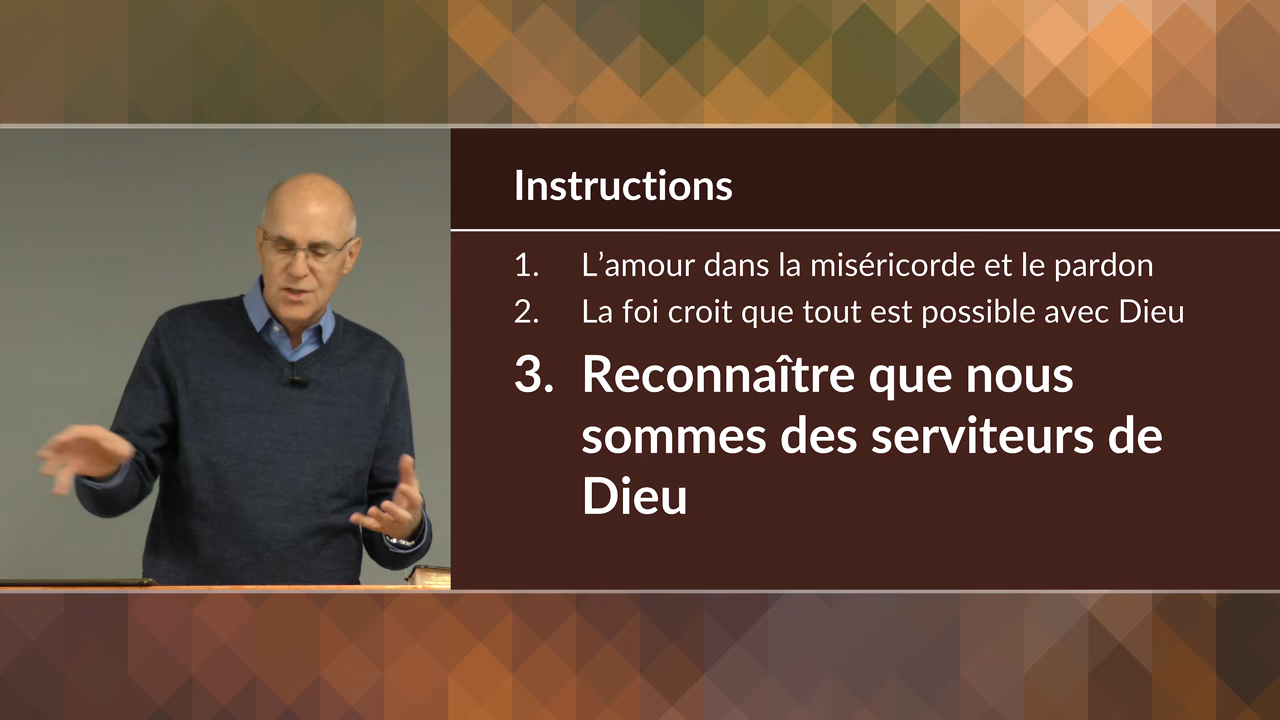 Instructions
1. L’amour dans la miséricorde et le pardon
2. La foi croit que tout est possible avec Dieu
3. Reconnaître que nous
sommes des serviteurs de
Dieu